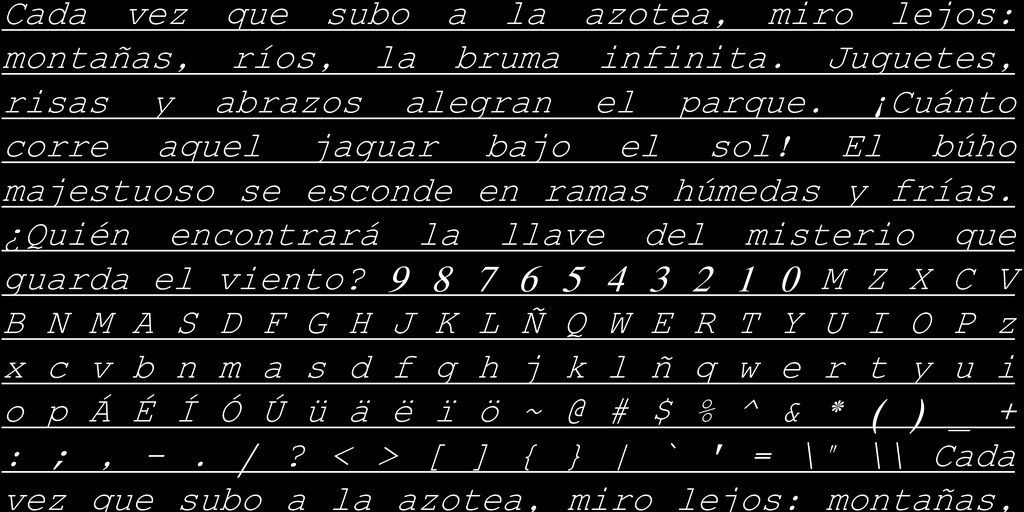 Cada vez que subo a la azotea, miro lejos:
montañas, ríos, la bruma infinita. Juguetes,
risas y abrazos alegran el parque. ¡Cuánto
corre aquel jaguar bajo el sol! El búho
majestuoso se esconde en ramas húmedas y frías.
¿Quién encontrará la llave del misterio que
guarda el viento? 9 8 7 6 5 4 3 2 1 0 M Z X C V
B N M A S D F G H J K L Ñ Q W E R T Y U I O P z
x c v b n m a s d f g h j k l ñ q w e r t y u i
o p Á É Í Ó Ú ü ä ë ï ö ~ @ # $ % ^ & * ( ) _ +
: ; , - . / ? < > [ ] { } | ` ' = \" \\ Cada
vez que subo a la azotea, miro lejos: montañas,